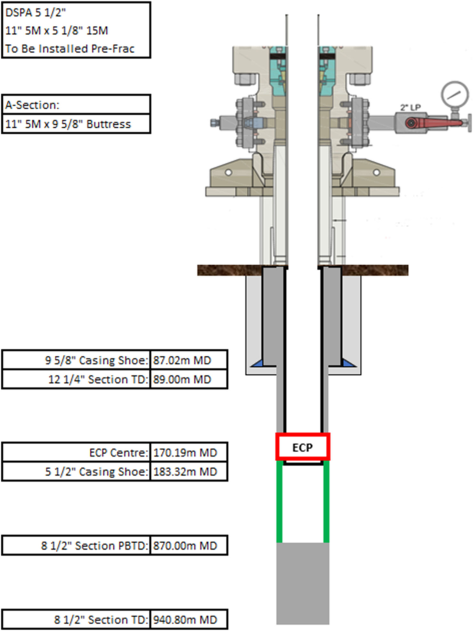 DSPA 5 1/2"
11" 5M x 5 1/8" 15M
To Be Installed Pre-Frac
A-Section:
11" 5M x 9 5/8" Buttress
2" LP
9 5/8" Casing Shoe: 87.02m MD
12 1/4" Section TD: 89.00m MD
ECP
ECP Centre: 170.19m MD
5 1/2" Casing Shoe: 183.32m MD
8 1/2" Section PBTD: 870.00m MD
8 1/2" Section TD: 940.80m MD